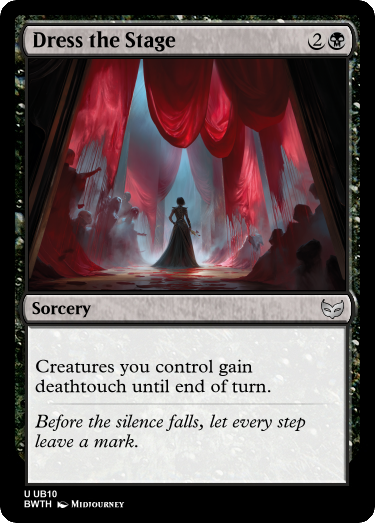 Dress the Stage 2
Sorcery
Creatures you control gain
deathtouch until end of turn.
Before the silence falls, let every step
leave a mark.
U UB10
BWTH Midjourney